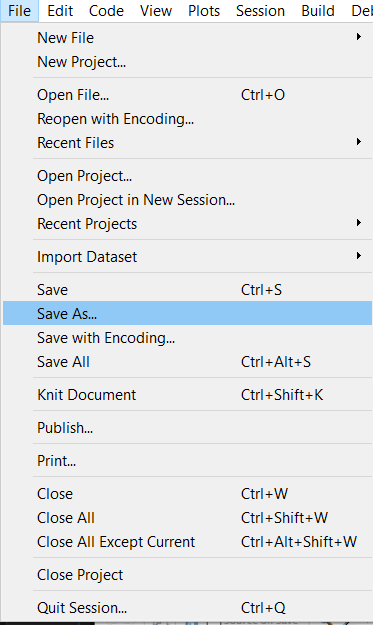 File Edit Code View Plots Session Build Deb
New File
New Project...
Open File... Ctrl+O
Reopen with Encoding...
Recent Files
Open Project...
Open Project in New Session...
Recent Projects
Import Dataset
Save Ctrl+S
Save As...
Save with Encoding...
Save All Ctrl+Alt+S
Knit Document Ctrl+Shift+K
Publish...
Print...
Close Ctrl+W
Close All Ctrl+Shift+W
Close All Except Current Ctrl+Alt+Shift+W
Close Project
Quit Session... Ctrl+Q